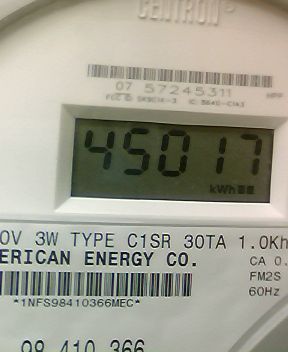 CENTRON®
07 57245311
45017
kWh
0V 3W TYPE C1SR 30TA 1.0Kh
ERICAN ENERGY CO.
CA 0.
FM2S
*1NFS98410366MEC*
60Hz
98 410 366